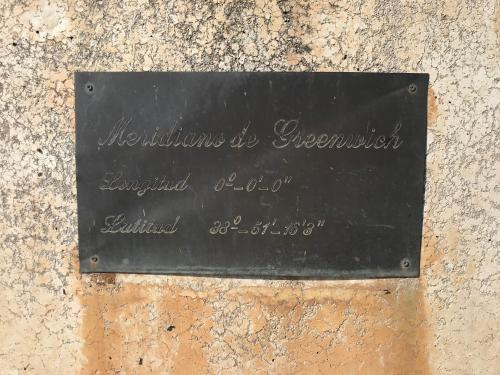 Meridiano de Greenwich
Longitud 0º-0'-0"
Latitud 38º-51'-16'3"